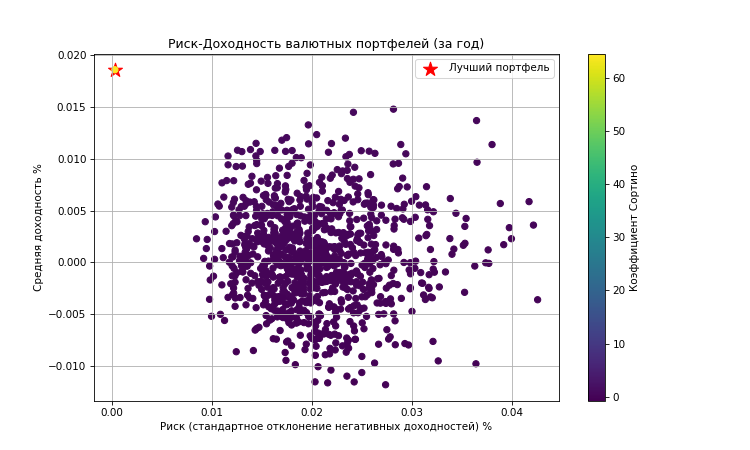 Риск-Доходность валютных портфелей (за год)
Лучший портфель
0.020
0.015
0.010
0.005
0.000
−0.005
−0.010
Средняя доходность %
0.00 0.01 0.02 0.03 0.04
Риск (стандартное отклонение негативных доходностей) %
60
50
40
30
20
10
0
Коэффициент Сортино